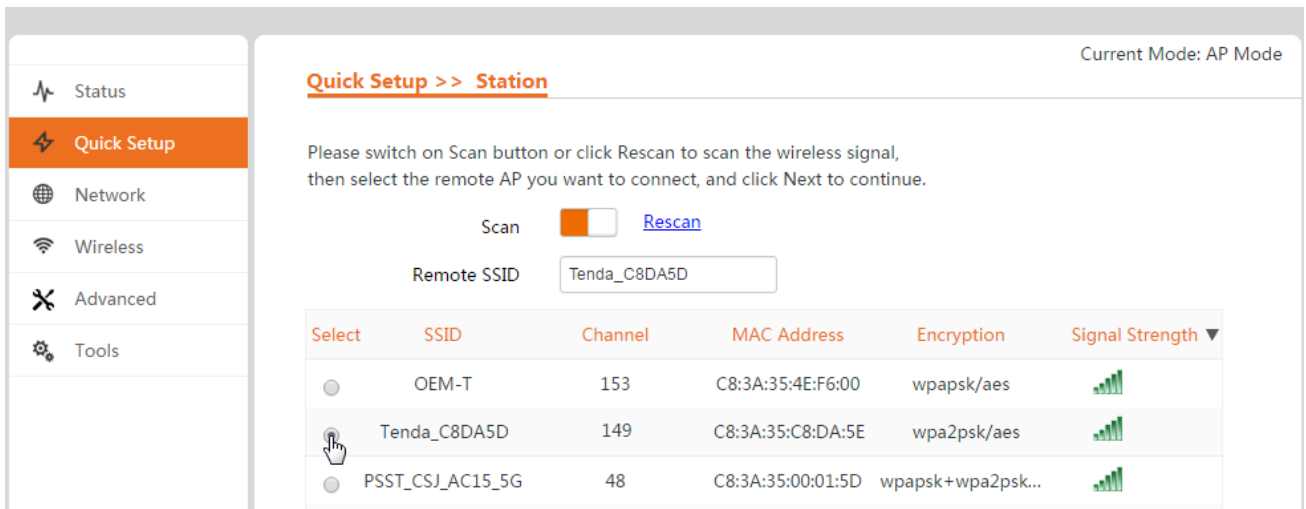 Current Mode: AP Mode
Status
Quick Setup
Network
Wireless
Advanced
Tools
Quick Setup >> Station
Please switch on Scan button or click Rescan to scan the wireless signal,
then select the remote AP you want to connect, and click Next to continue.
Scan Rescan
Remote SSID Tenda_C8DA5D
Select SSID Channel MAC Address Encryption Signal Strength ▼
OEM-T 153 C8:3A:35:4E:F6:00 wpapsk/aes
Tenda_C8DA5D 149 C8:3A:35:C8:DA:5E wpa2psk/aes
PSST_CSJ_AC15_5G 48 C8:3A:35:00:01:5D wpapsk+wpa2psk...